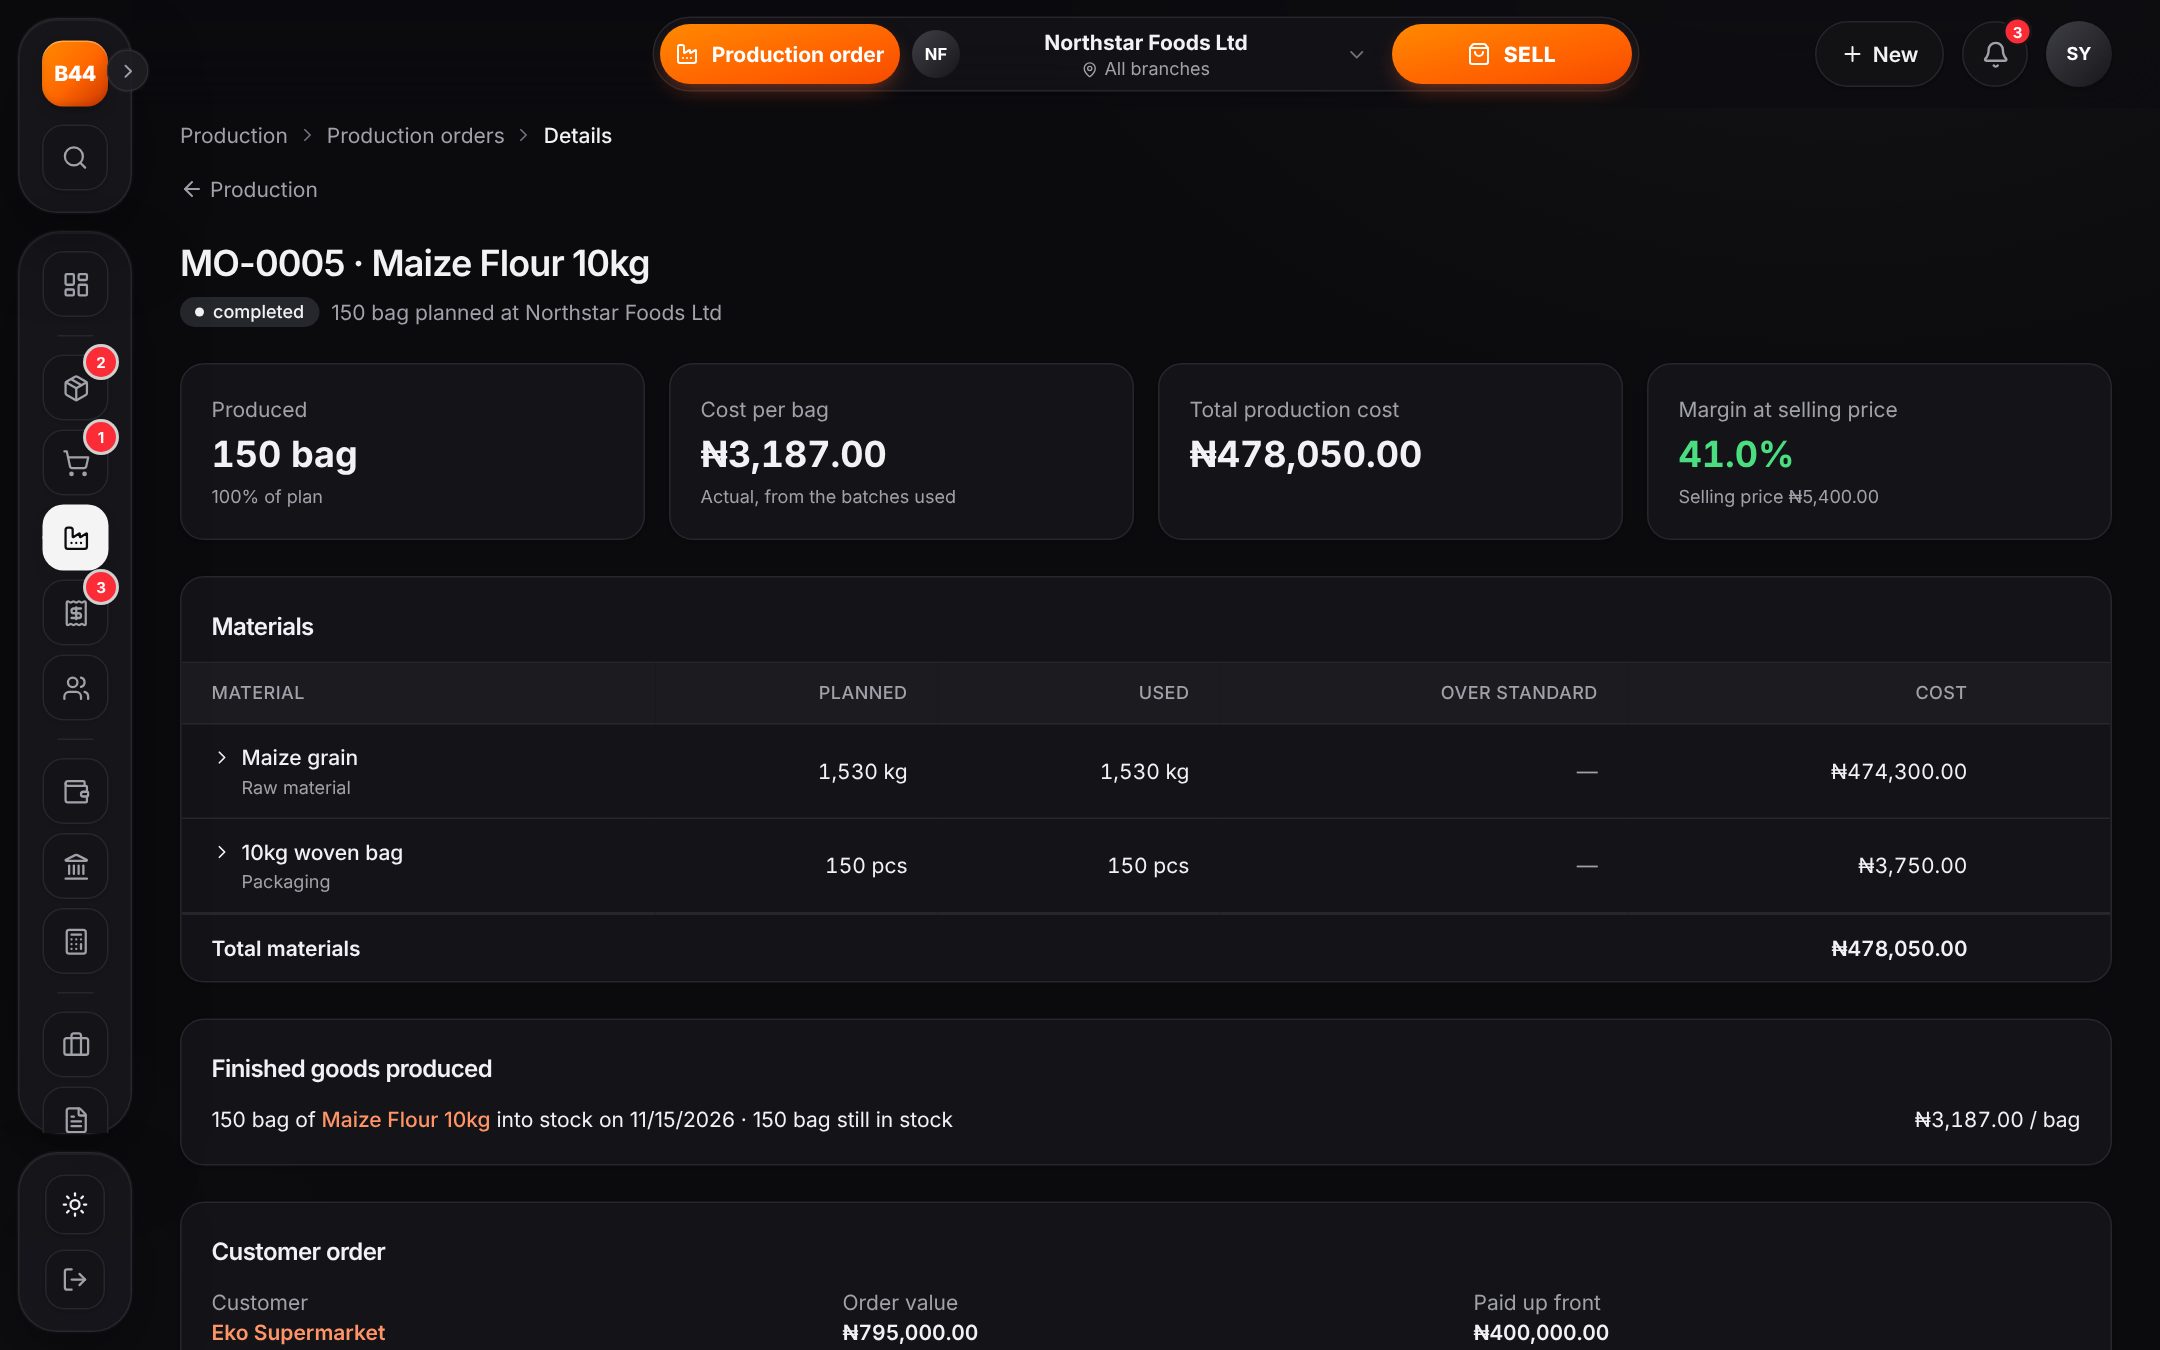 B44
Production order
NF
Northstar Foods Ltd
All branches
SELL
New
3
SY
Production > Production orders > Details
Production
MO-0005 · Maize Flour 10kg
completed
150 bag planned at Northstar Foods Ltd
2
1
3
Produced
150 bag
100% of plan
Cost per bag
₦3,187.00
Actual, from the batches used
Total production cost
₦478,050.00
Margin at selling price
41.0%
Selling price ₦5,400.00
Materials
MATERIAL PLANNED USED OVER STANDARD COST
Maize grain 1,530 kg 1,530 kg — ₦474,300.00
Raw material
10kg woven bag 150 pcs 150 pcs — ₦3,750.00
Packaging
Total materials ₦478,050.00
Finished goods produced
150 bag of Maize Flour 10kg into stock on 11/15/2026 · 150 bag still in stock ₦3,187.00 / bag
Customer order
Customer Order value Paid up front
Eko Supermarket ₦795,000.00 ₦400,000.00